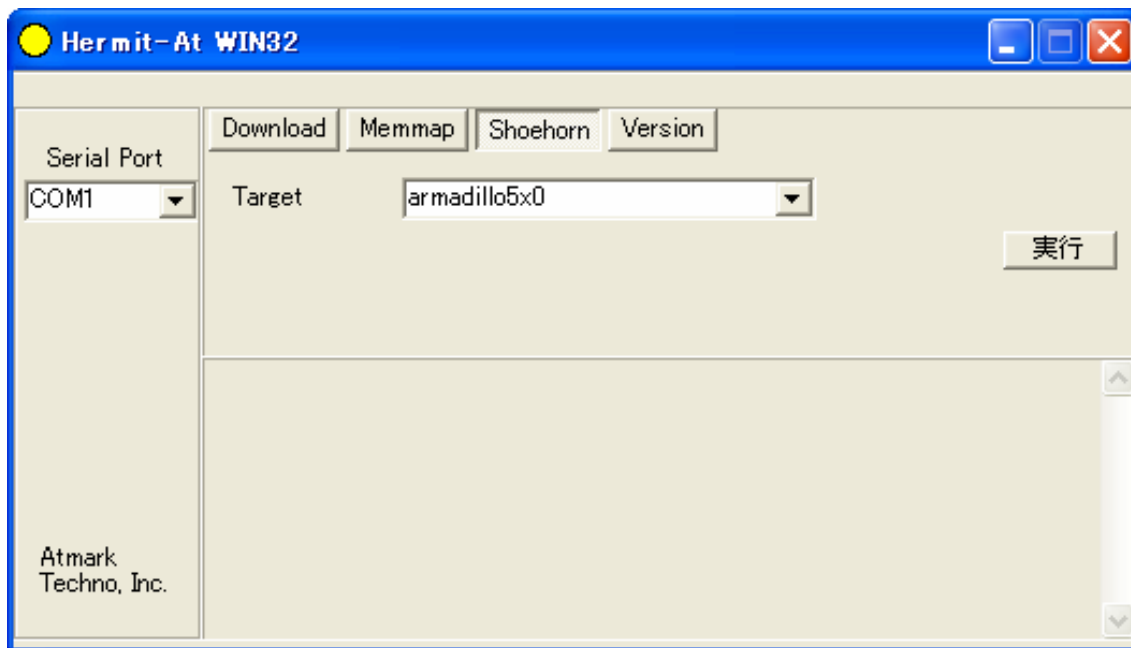 Hermit-At WIN32
Download Memmap Shoehorn Version
Serial Port
COM1
Target armadillo5x0
実行
Atmark
Techno, Inc.